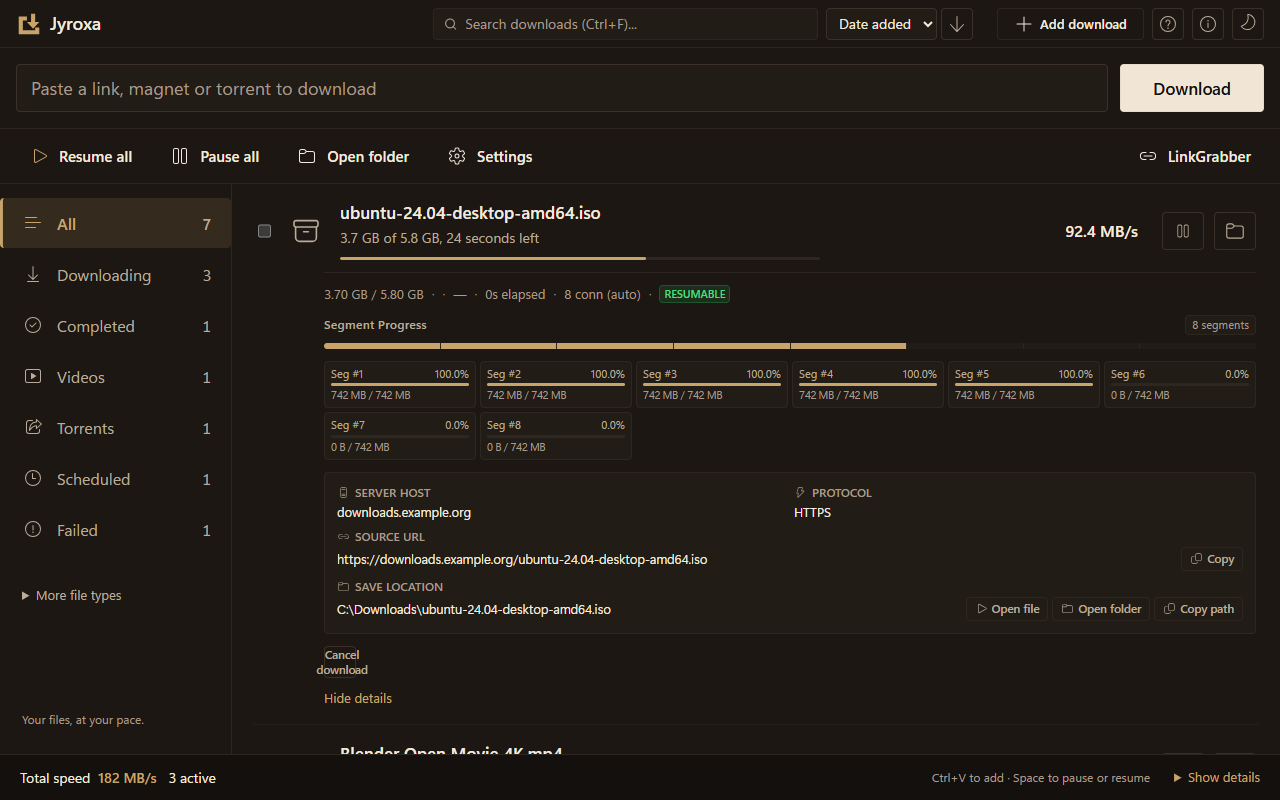 Jyroxa
Search downloads (Ctrl+F)...
Date added
Add download
Paste a link, magnet or torrent to download
Download
Resume all
Pause all
Open folder
Settings
LinkGrabber
All 7
Downloading 3
Completed 1
Videos 1
Torrents 1
Scheduled 1
Failed 1
More file types
Your files, at your pace.
ubuntu-24.04-desktop-amd64.iso
3.7 GB of 5.8 GB, 24 seconds left
92.4 MB/s
3.70 GB / 5.80 GB · · — · 0s elapsed · 8 conn (auto) · RESUMABLE
Segment Progress
8 segments
Seg #1 100.0%
742 MB / 742 MB
Seg #2 100.0%
742 MB / 742 MB
Seg #3 100.0%
742 MB / 742 MB
Seg #4 100.0%
742 MB / 742 MB
Seg #5 100.0%
742 MB / 742 MB
Seg #6 0.0%
0 B / 742 MB
Seg #7 0.0%
0 B / 742 MB
Seg #8 0.0%
0 B / 742 MB
SERVER HOST
downloads.example.org
PROTOCOL
HTTPS
SOURCE URL
https://downloads.example.org/ubuntu-24.04-desktop-amd64.iso
Copy
SAVE LOCATION
C:\Downloads\ubuntu-24.04-desktop-amd64.iso
Open file
Open folder
Copy path
Cancel
download
Hide details
Blender Open Movie 4K.mp4
Total speed 182 MB/s 3 active
Ctrl+V to add · Space to pause or resume
Show details